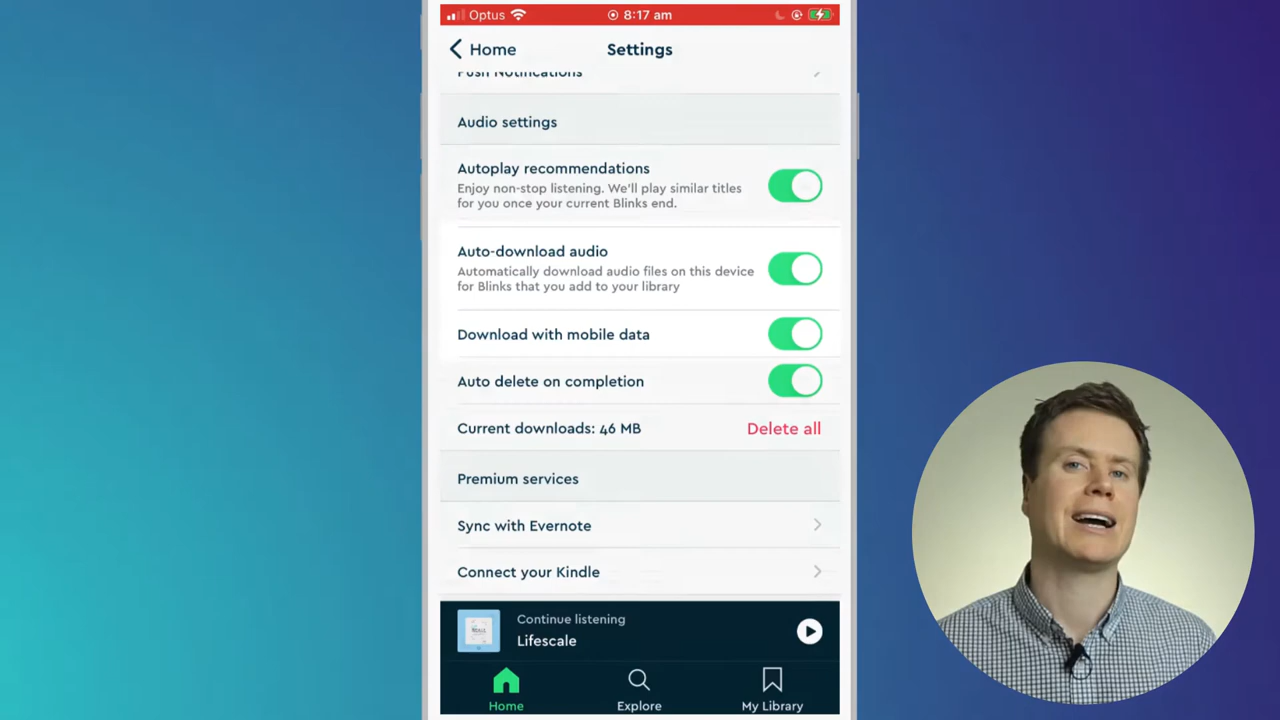 Optus
8:17 am
Home
Settings
Push Notifications
Audio settings
Autoplay recommendations
Enjoy non-stop listening. We'll play similar titles
for you once your current Blinks end.
Auto-download audio
Automatically download audio files on this device
for Blinks that you add to your library
Download with mobile data
Auto delete on completion
Current downloads: 46 MB
Delete all
Premium services
Sync with Evernote
Connect your Kindle
Continue listening
Lifescale
Home
Explore
My Library